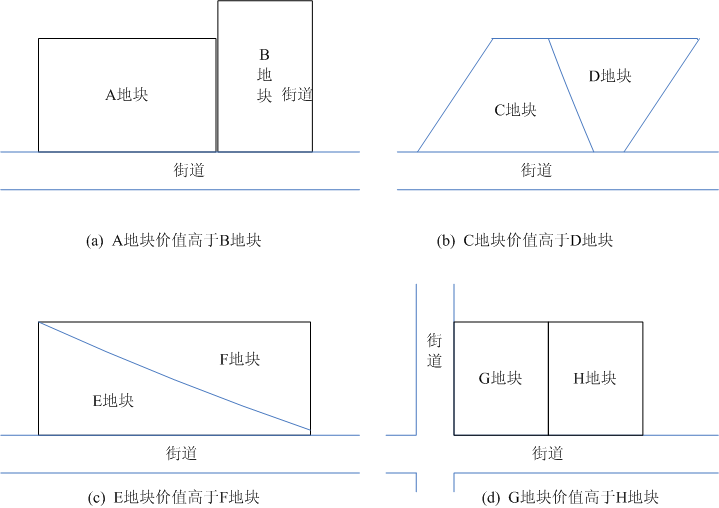 A地块
B
地
块
街道
街道
(a) A地块价值高于B地块
C地块
D地块
街道
(b) C地块价值高于D地块
F地块
E地块
街道
(c) E地块价值高于F地块
街
道
G地块
H地块
街道
(d) G地块价值高于H地块